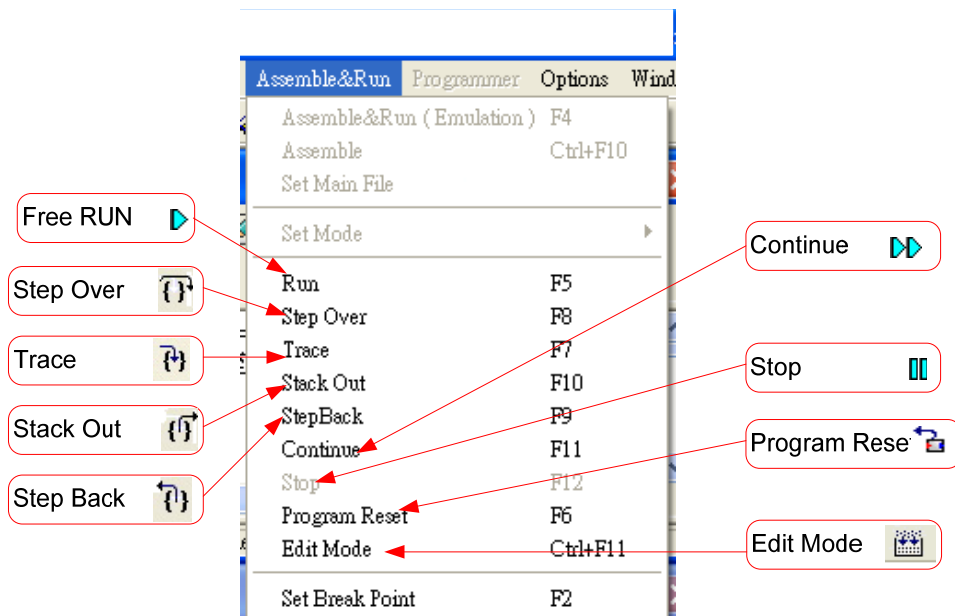 Assemble&Run Programmer Options Wind
Assemble&Run ( Emulation ) F4
Assemble Ctrl+F10
Set Main File
Set Mode
Run F5
Step Over F8
Trace F7
Stack Out F10
StepBack F9
Continue F11
Stop F12
Program Reset F6
Edit Mode Ctrl+F11
Set Break Point F2
Free RUN
Step Over
Trace
Stack Out
Step Back
Continue
Stop
Program Rese
Edit Mode